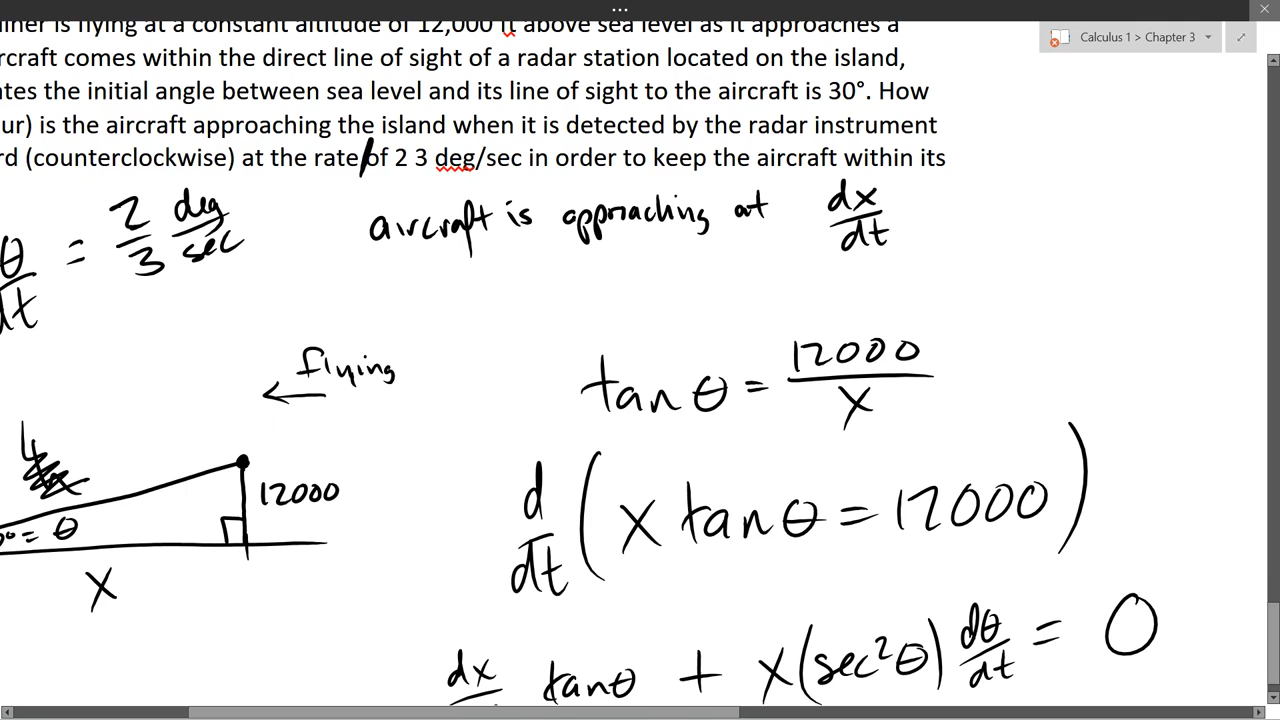 ...
Calculus 1 > Chapter 3
iner is flying at a constant altitude of 12,000 ft above sea level as it approaches a
rcraft comes within the direct line of sight of a radar station located on the island,
ates the initial angle between sea level and its line of sight to the aircraft is 30°. How
ur) is the aircraft approaching the island when it is detected by the radar instrument
rd (counterclockwise) at the rate of 2 3 deg/sec in order to keep the aircraft within its
θ/dt = 2/3 deg/sec
aircraft is approaching at dx/dt
flying
←
12000
θ
X
tan θ = 12000/X
d/dt (X tan θ = 12000)
dx tan θ + X(sec²θ) dθ/dt = 0